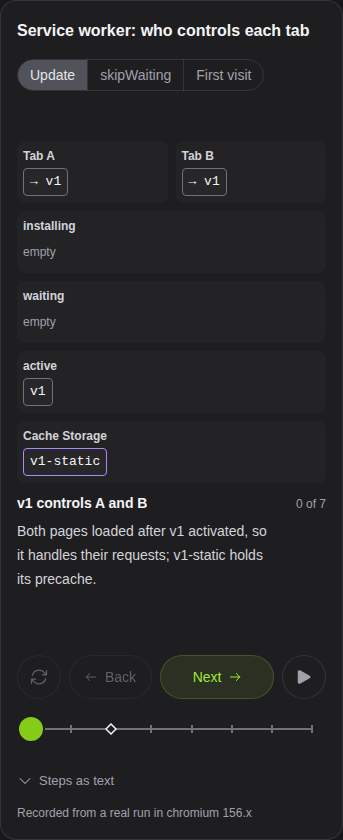 Service worker: who controls each tab
Update skipWaiting First visit
Tab A Tab B
→ v1 → v1
installing
empty
waiting
empty
active
v1
Cache Storage
v1-static
v1 controls A and B 0 of 7
Both pages loaded after v1 activated, so
it handles their requests; v1-static holds
its precache.
← Back Next →
Steps as text
Recorded from a real run in chromium 156.x